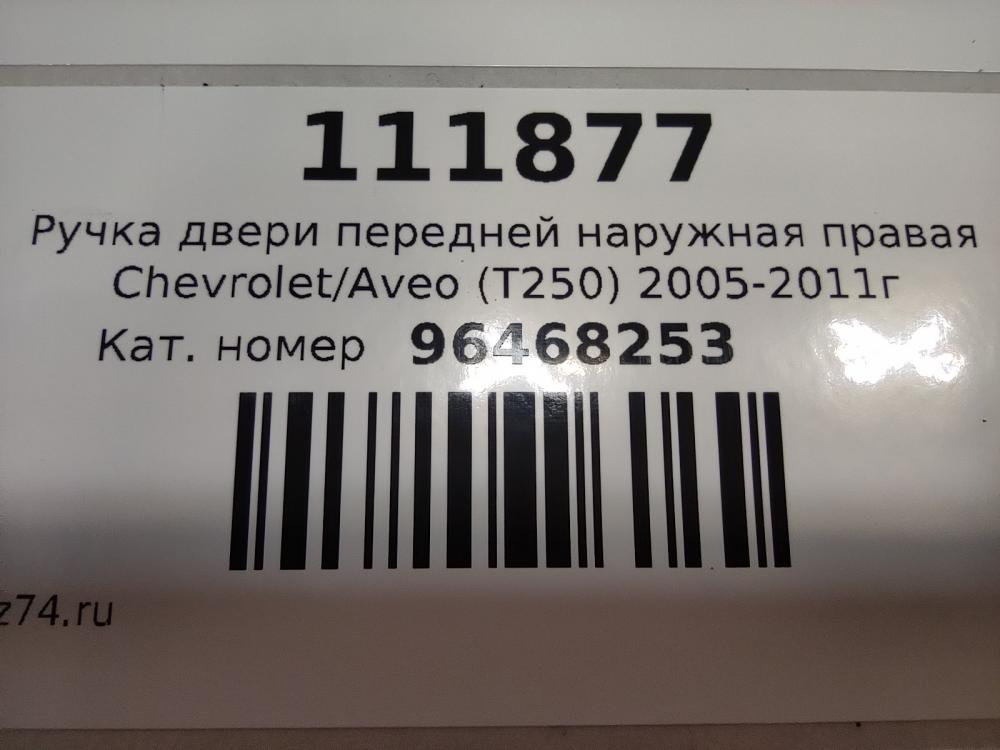 111877
Ручка двери передней наружная правая
Chevrolet/Aveo (T250) 2005-2011г
Кат. номер 96468253
z74.ru